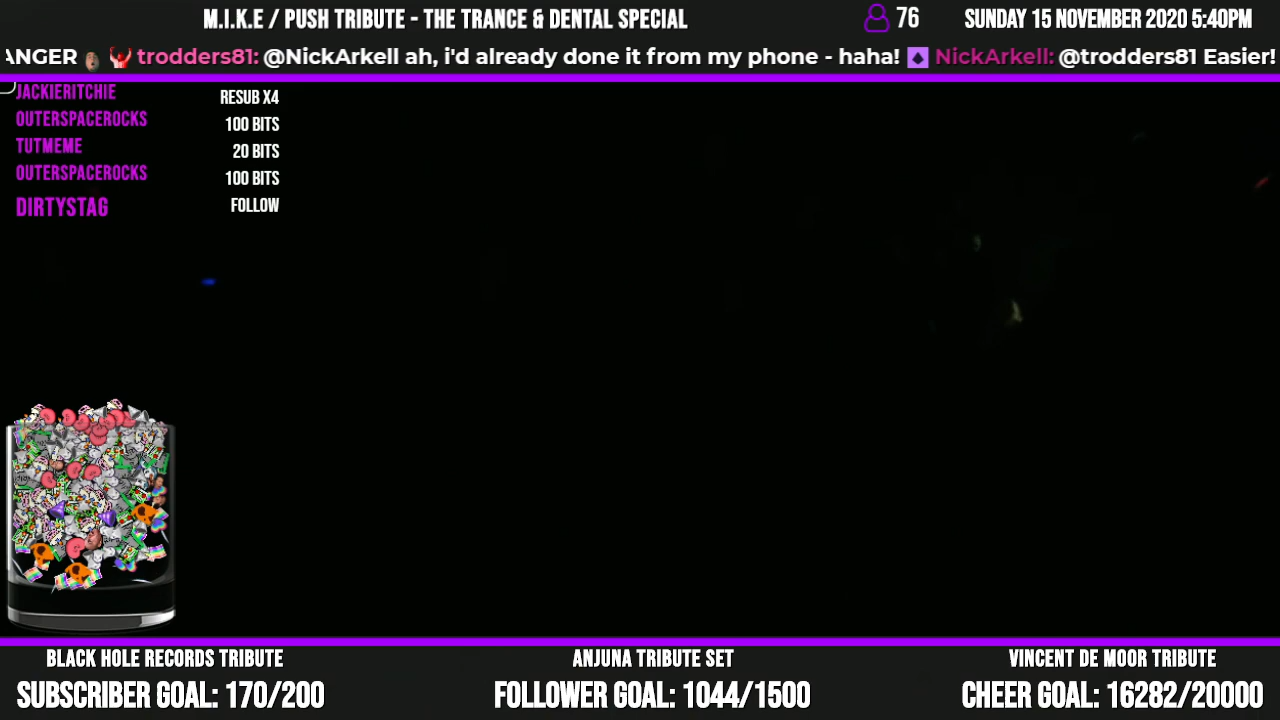 M.I.K.E / PUSH TRIBUTE - THE TRANCE & DENTAL SPECIAL
76
SUNDAY 15 NOVEMBER 2020 5:40PM
ANGER trodders81: @NickArkell ah, i'd already done it from my phone - haha! NickArkell: @trodders81 Easier!
JACKIERITCHIE RESUB X4
OUTERSPACEROCKS 100 BITS
TUTMEME 20 BITS
OUTERSPACEROCKS 100 BITS
DIRTYSTAG FOLLOW
BLACK HOLE RECORDS TRIBUTE
SUBSCRIBER GOAL: 170/200
ANJUNA TRIBUTE SET
FOLLOWER GOAL: 1044/1500
VINCENT DE MOOR TRIBUTE
CHEER GOAL: 16282/20000